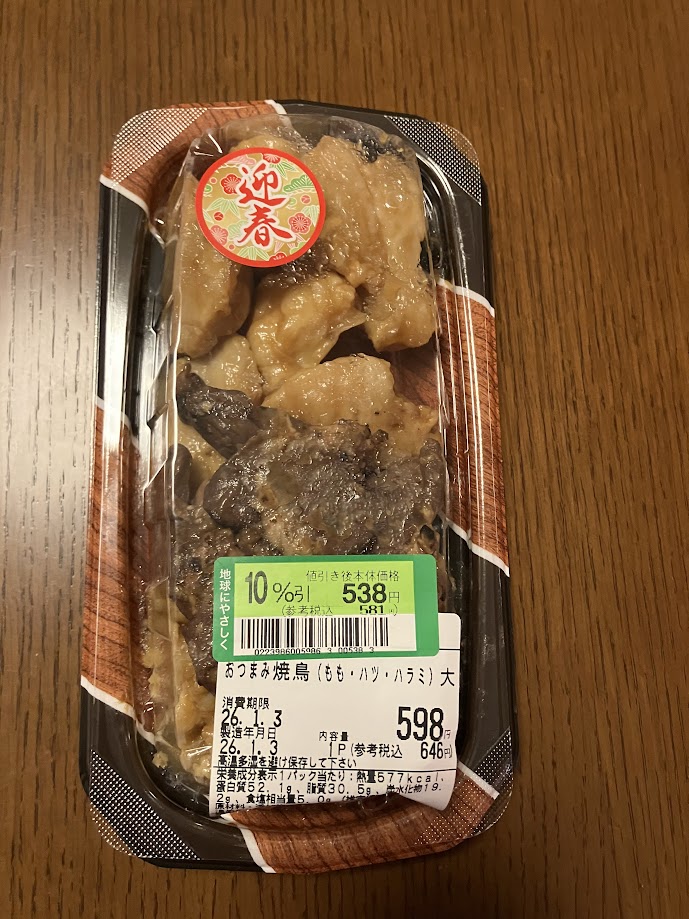 迎春
地球にやさしく
値引き後本体価格
10%引 538円
(参考税込 581円)
0223986005986 3 00538 3
おつまみ焼鳥(もも・ハツ・ハラミ)大
消費期限
26.1.3
製造年月日
26.1.3
内容量
1P
598円
(参考税込 646円)
高温多湿を避け保存して下さい
栄養成分表示1パック当たり:熱量577kcal、
蛋白質52.1g、脂質30.5g、炭水化物19.
2g、食塩相当量5.0g
原材料